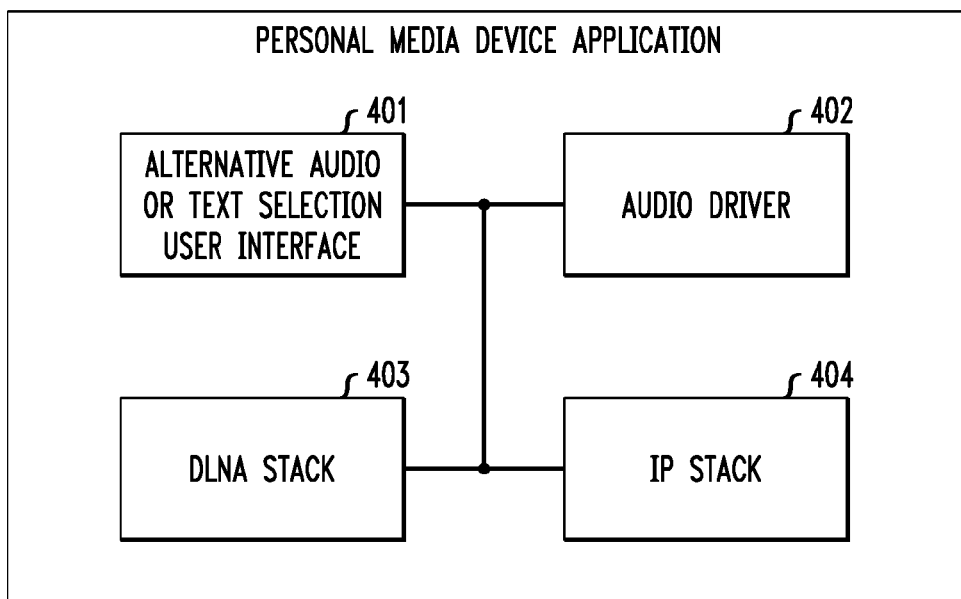 PERSONAL MEDIA DEVICE APPLICATION
401
ALTERNATIVE AUDIO
OR TEXT SELECTION
USER INTERFACE
402
AUDIO DRIVER
403
DLNA STACK
404
IP STACK